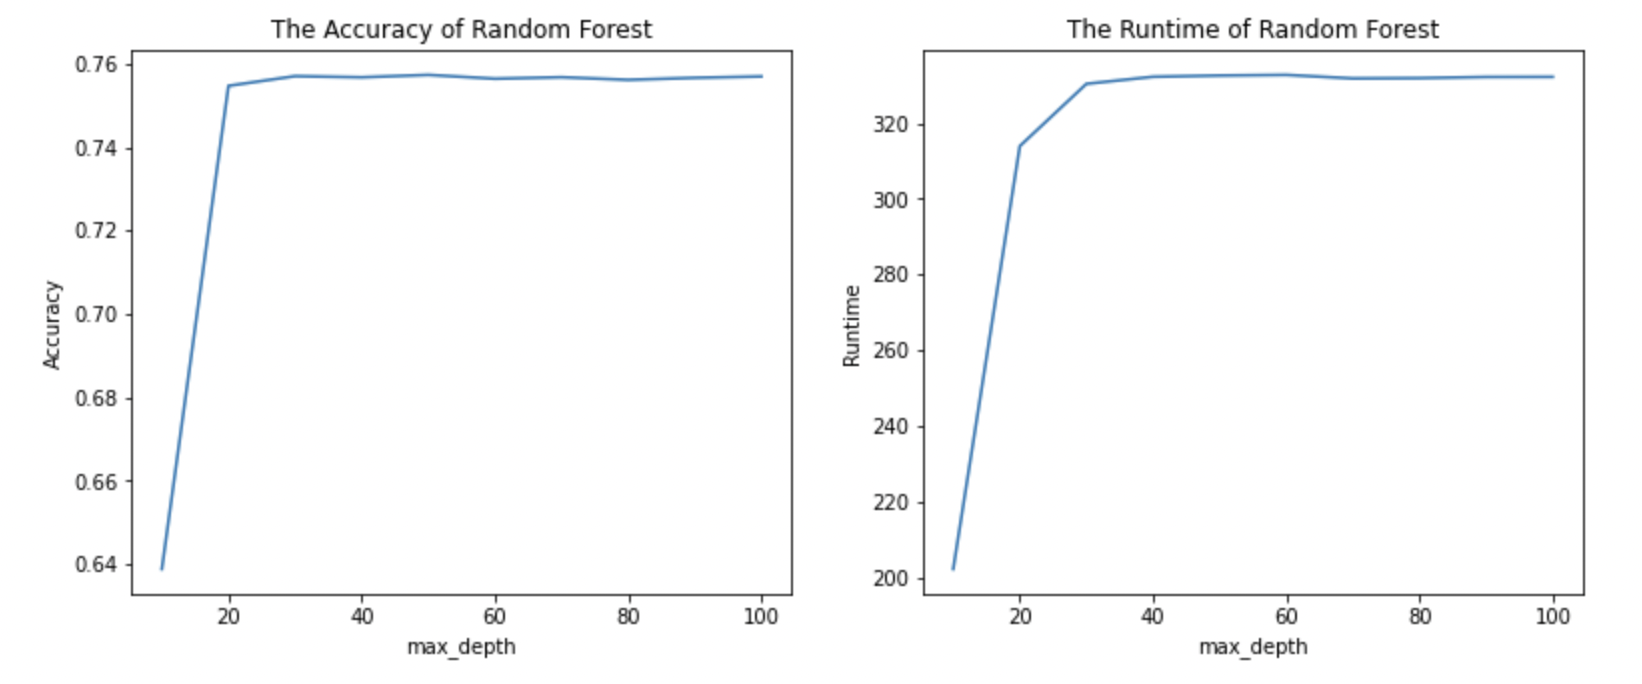 The Accuracy of Random Forest
0.76
0.74
0.72
0.70
0.68
0.66
0.64
Accuracy
20 40 60 80 100
max_depth
The Runtime of Random Forest
320
300
280
260
240
220
200
Runtime
20 40 60 80 100
max_depth